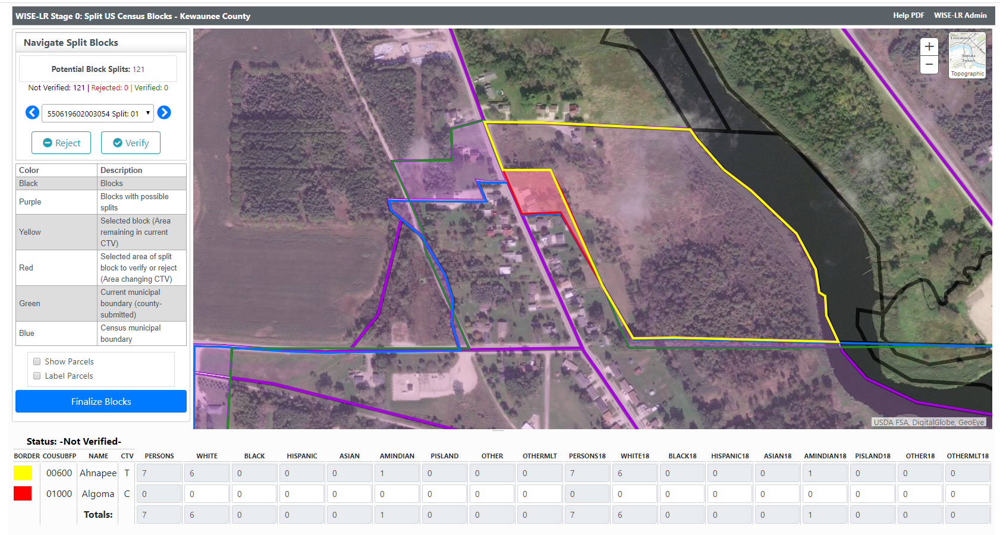 WISE-LR Stage 0: Split US Census Blocks - Kewaunee County
Help PDF WISE-LR Admin
Navigate Split Blocks
Potential Block Splits: 121
Not Verified: 121 | Rejected: 0 | Verified: 0
550619602003054 Split: 01
Reject Verify
Color Description
Black Blocks
Purple Blocks with possible
splits
Yellow Selected block (Area
remaining in current
CTV)
Red Selected area of split
block to verify or reject
(Area changing CTV)
Green Current municipal
boundary (county-
submitted)
Blue Census municipal
boundary
Show Parcels
Label Parcels
Finalize Blocks
+
−
Lewistown
Juniata
Terrace
Topographic
USDA FSA, DigitalGlobe, GeoEye
Status: -Not Verified-
BORDER COUSUBFP NAME CTV PERSONS WHITE BLACK HISPANIC ASIAN AMINDIAN PISLAND OTHER OTHERMLT PERSONS18 WHITE18 BLACK18 HISPANIC18 ASIAN18 AMINDIAN18 PISLAND18 OTHER18 OTHERMLT18
00600 Ahnapee T 7 6 0 0 0 1 0 0 0 7 6 0 0 0 1 0 0 0
01000 Algoma C 0 0 0 0 0 0 0 0 0 0 0 0 0 0 0 0 0 0
Totals: 7 6 0 0 0 1 0 0 0 7 6 0 0 0 1 0 0 0